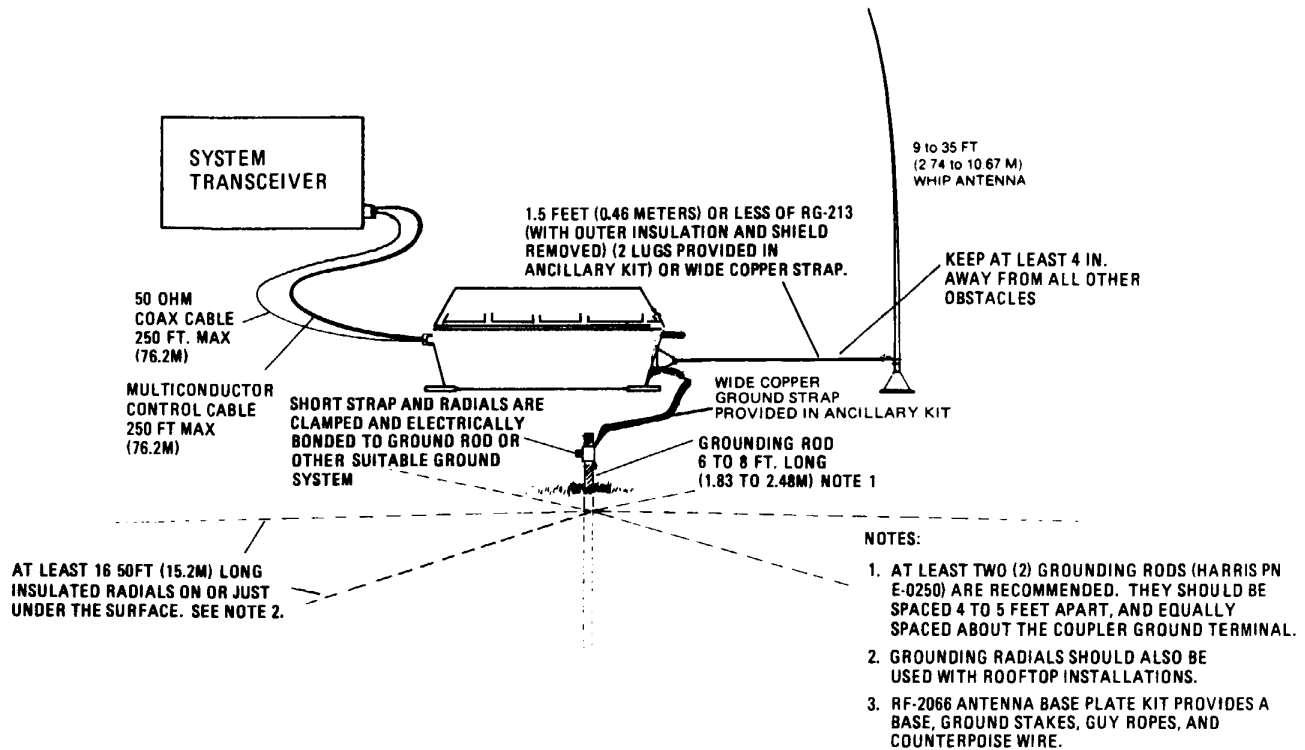 SYSTEM
TRANSCEIVER
9 to 35 FT
(2 74 to 10.67 M)
WHIP ANTENNA
1.5 FEET (0.46 METERS) OR LESS OF RG-213
(WITH OUTER INSULATION AND SHIELD
REMOVED) (2 LUGS PROVIDED IN
ANCILLARY KIT) OR WIDE COPPER STRAP.
KEEP AT LEAST 4 IN.
AWAY FROM ALL OTHER
OBSTACLES
50 OHM
COAX CABLE
250 FT. MAX
(76.2M)
MULTICONDUCTOR
CONTROL CABLE
250 FT MAX
(76.2M)
SHORT STRAP AND RADIALS ARE
CLAMPED AND ELECTRICALLY
BONDED TO GROUND ROD OR
OTHER SUITABLE GROUND
SYSTEM
WIDE COPPER
GROUND STRAP
PROVIDED IN ANCILLARY KIT
GROUNDING ROD
6 TO 8 FT. LONG
(1.83 TO 2.48M) NOTE 1
AT LEAST 16 50FT (15.2M) LONG
INSULATED RADIALS ON OR JUST
UNDER THE SURFACE. SEE NOTE 2.
NOTES:
1. AT LEAST TWO (2) GROUNDING RODS (HARRIS PN
E-0250) ARE RECOMMENDED. THEY SHOULD BE
SPACED 4 TO 5 FEET APART, AND EQUALLY
SPACED ABOUT THE COUPLER GROUND TERMINAL.
2. GROUNDING RADIALS SHOULD ALSO BE
USED WITH ROOFTOP INSTALLATIONS.
3. RF-2066 ANTENNA BASE PLATE KIT PROVIDES A
BASE, GROUND STAKES, GUY ROPES, AND
COUNTERPOISE WIRE.